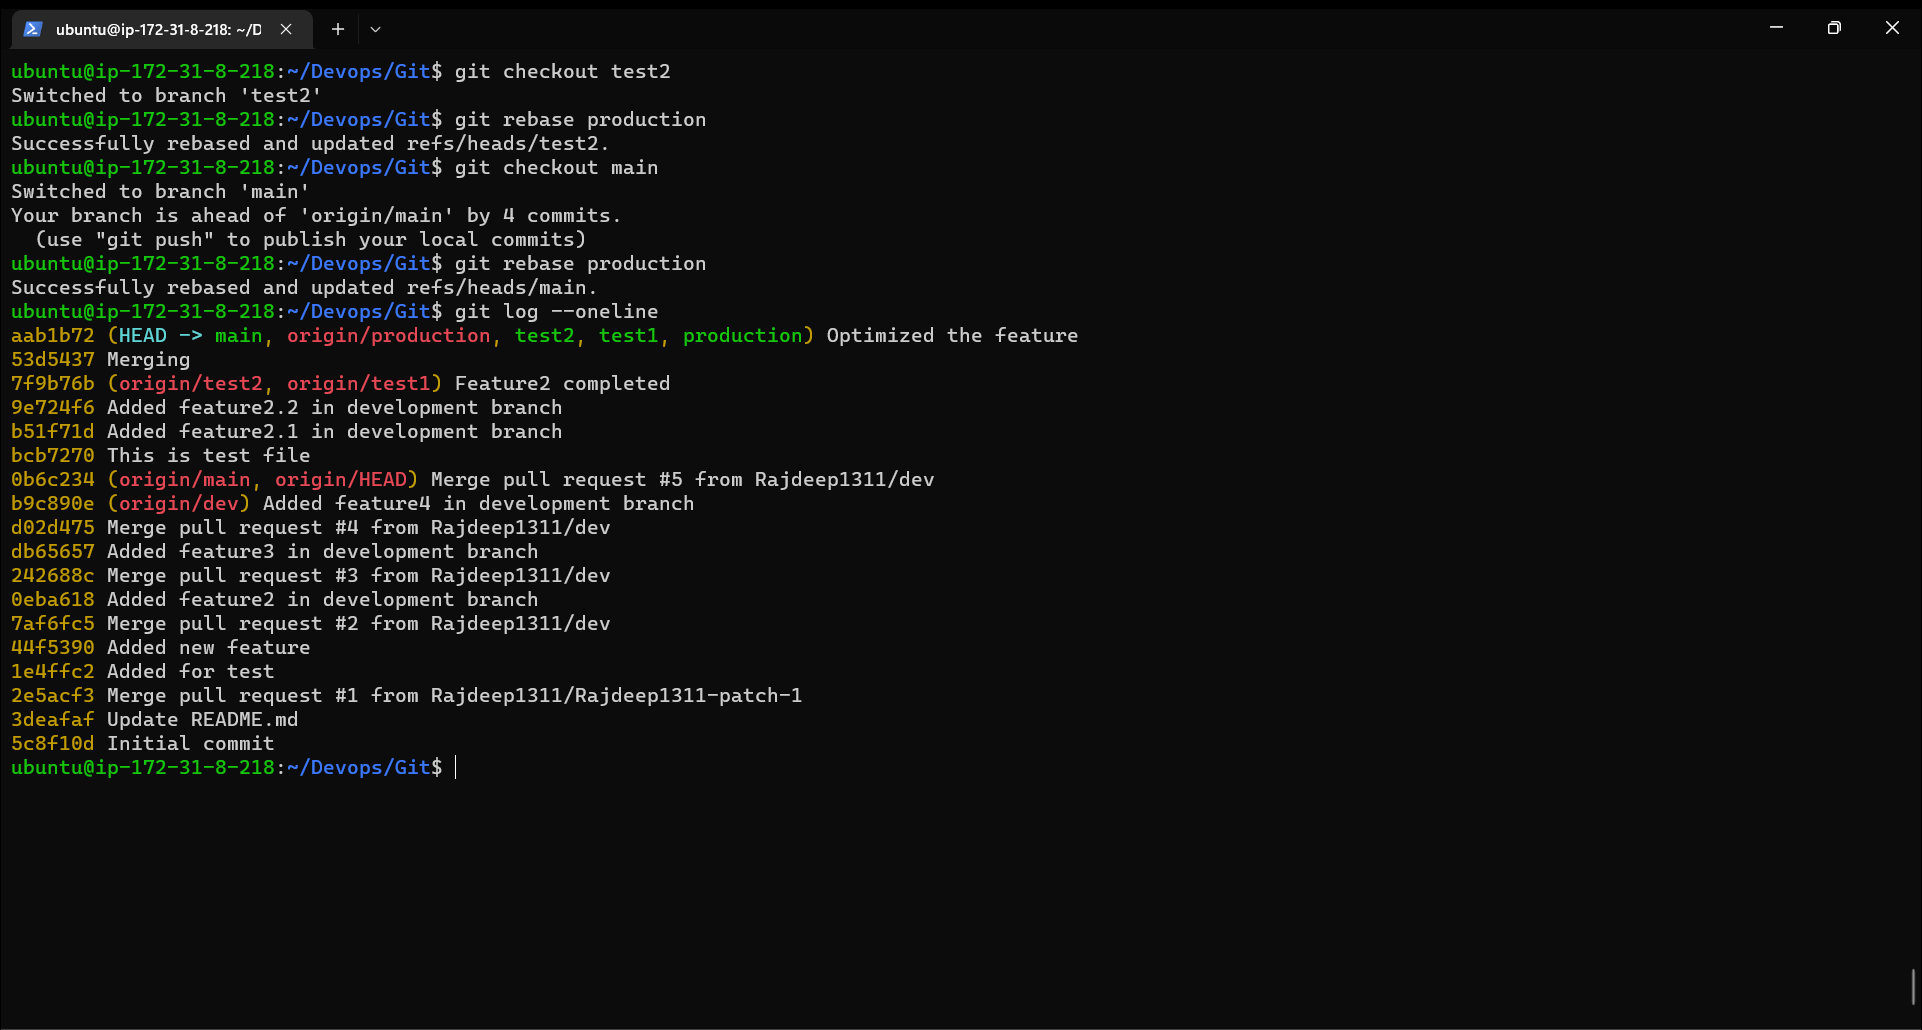 ubuntu@ip-172-31-8-218: ~/D
ubuntu@ip-172-31-8-218:~/Devops/Git$ git checkout test2
Switched to branch 'test2'
ubuntu@ip-172-31-8-218:~/Devops/Git$ git rebase production
Successfully rebased and updated refs/heads/test2.
ubuntu@ip-172-31-8-218:~/Devops/Git$ git checkout main
Switched to branch 'main'
Your branch is ahead of 'origin/main' by 4 commits.
  (use "git push" to publish your local commits)
ubuntu@ip-172-31-8-218:~/Devops/Git$ git rebase production
Successfully rebased and updated refs/heads/main.
ubuntu@ip-172-31-8-218:~/Devops/Git$ git log --oneline
aab1b72 (HEAD -> main, origin/production, test2, test1, production) Optimized the feature
53d5437 Merging
7f9b76b (origin/test2, origin/test1) Feature2 completed
9e724f6 Added feature2.2 in development branch
b51f71d Added feature2.1 in development branch
bcb7270 This is test file
0b6c234 (origin/main, origin/HEAD) Merge pull request #5 from Rajdeep1311/dev
b9c890e (origin/dev) Added feature4 in development branch
d02d475 Merge pull request #4 from Rajdeep1311/dev
db65657 Added feature3 in development branch
242688c Merge pull request #3 from Rajdeep1311/dev
0eba618 Added feature2 in development branch
7af6fc5 Merge pull request #2 from Rajdeep1311/dev
44f5390 Added new feature
1e4ffc2 Added for test
2e5acf3 Merge pull request #1 from Rajdeep1311/Rajdeep1311-patch-1
3deafaf Update README.md
5c8f10d Initial commit
ubuntu@ip-172-31-8-218:~/Devops/Git$